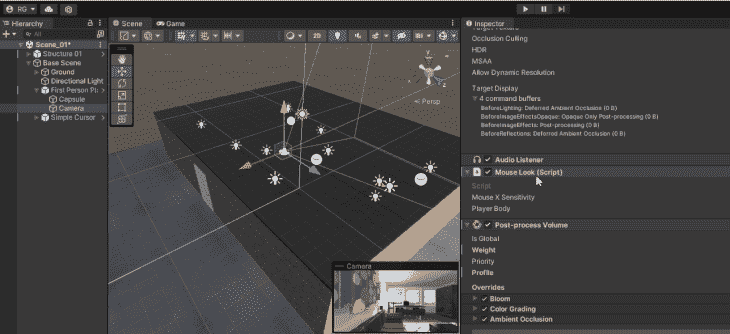 RG
Hierarchy
Scene
Game
Inspector
All
2D
Scene_01*
Structure 01
Base Scene
Ground
Directional Light
First Person Pl
Capsule
Camera
Simple Cursor
y
Persp
Camera
Target Texture
Occlusion Culling
HDR
MSAA
Allow Dynamic Resolution
Target Display
4 command buffers
BeforeLighting: Deferred Ambient Occlusion (0 B)
BeforeImageEffectsOpaque: Opaque Only Post-processing (0 B)
BeforeImageEffects: Post-processing (0 B)
BeforeReflections: Deferred Ambient Occlusion (0 B)
Audio Listener
Mouse Look (Script)
Script
Mouse X Sensitivity
Player Body
Post-process Volume
Is Global
Weight
Priority
Profile
Overrides
Bloom
Color Grading
Ambient Occlusion